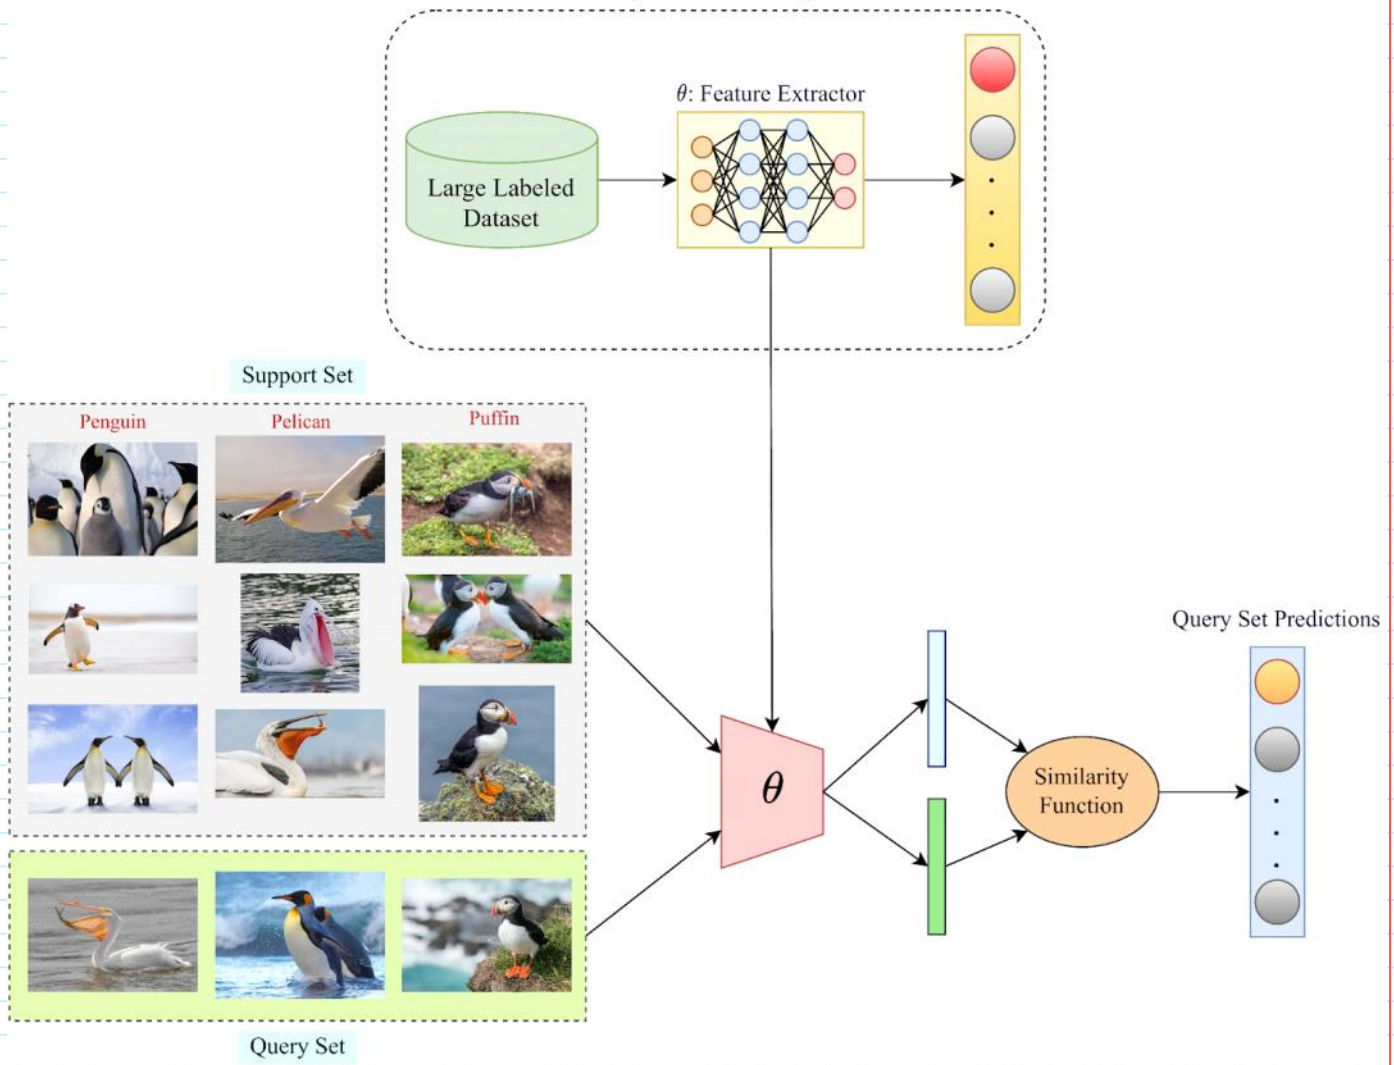 θ: Feature Extractor
Large Labeled
Dataset
Support Set
Penguin
Pelican
Puffin
Query Set Predictions
θ
Similarity
Function
Query Set